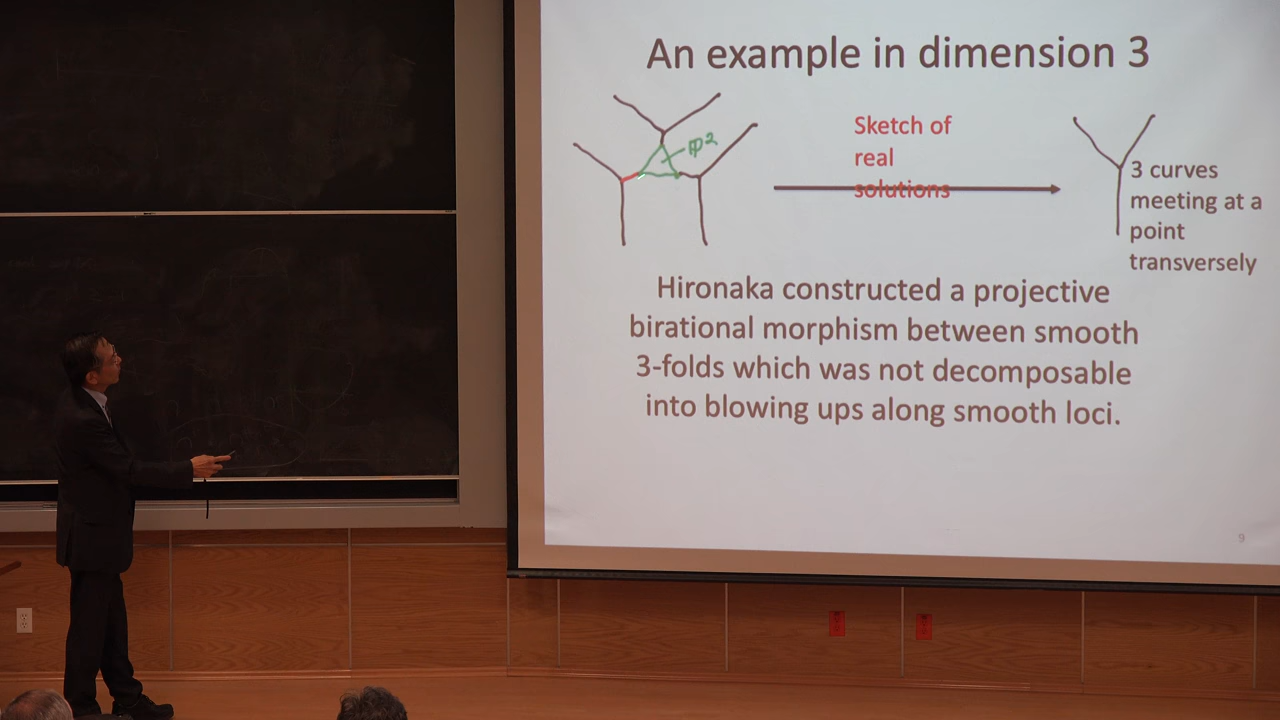 An example in dimension 3
Sketch of
real
solutions
ℙ²
3 curves
meeting at a
point
transversely
Hironaka constructed a projective
birational morphism between smooth
3-folds which was not decomposable
into blowing ups along smooth loci.
9